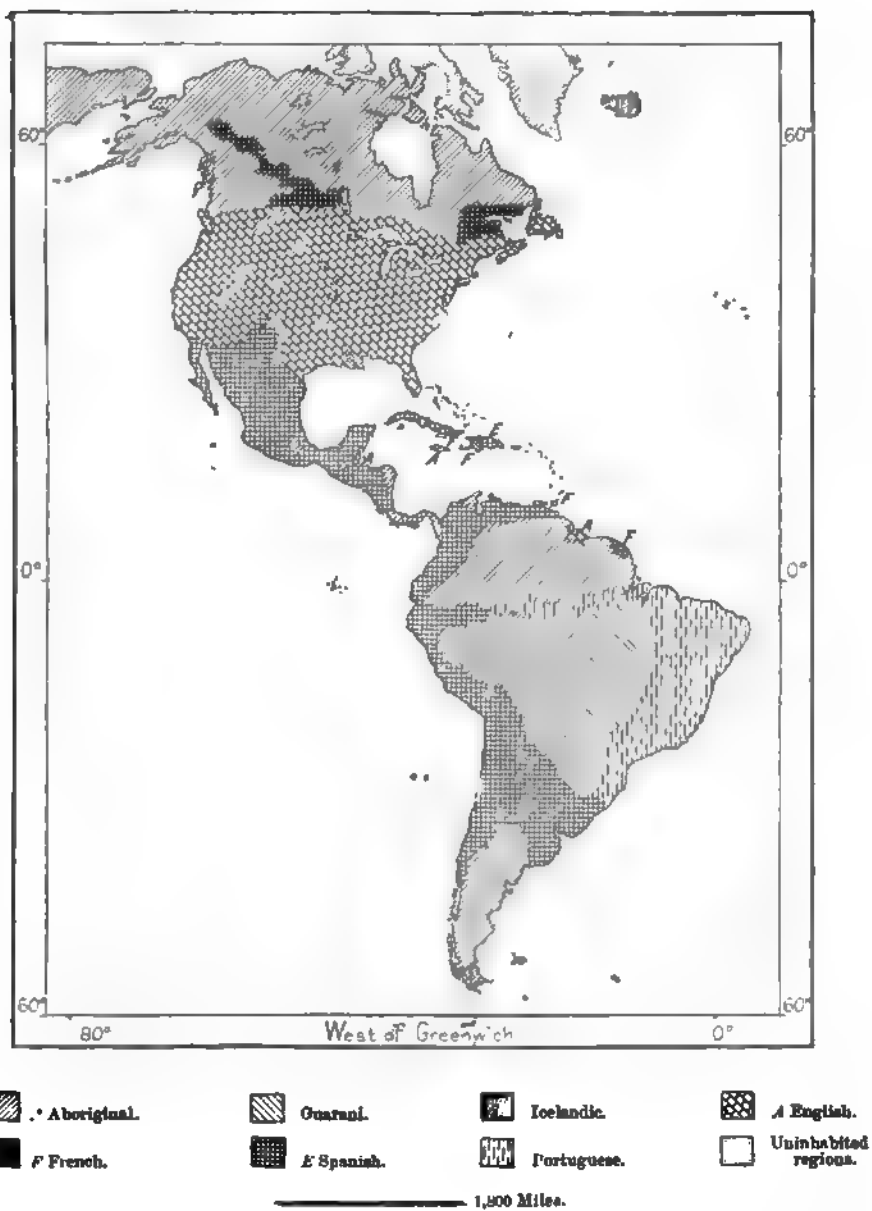 60° 60°
0° 0°
60° 60°
80° West of Greenwich 0°
Aboriginal. Guarani. Icelandic. A English.
F French. E Spanish. Portuguese. Uninhabited
regions.
1,800 Miles.